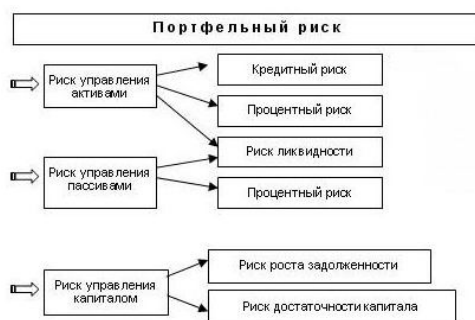 Портфельный риск
Риск управления
активами
Кредитный риск
Процентный риск
Риск ликвидности
Риск управления
пассивами
Процентный риск
Риск управления
капиталом
Риск роста задолженности
Риск достаточности капитала